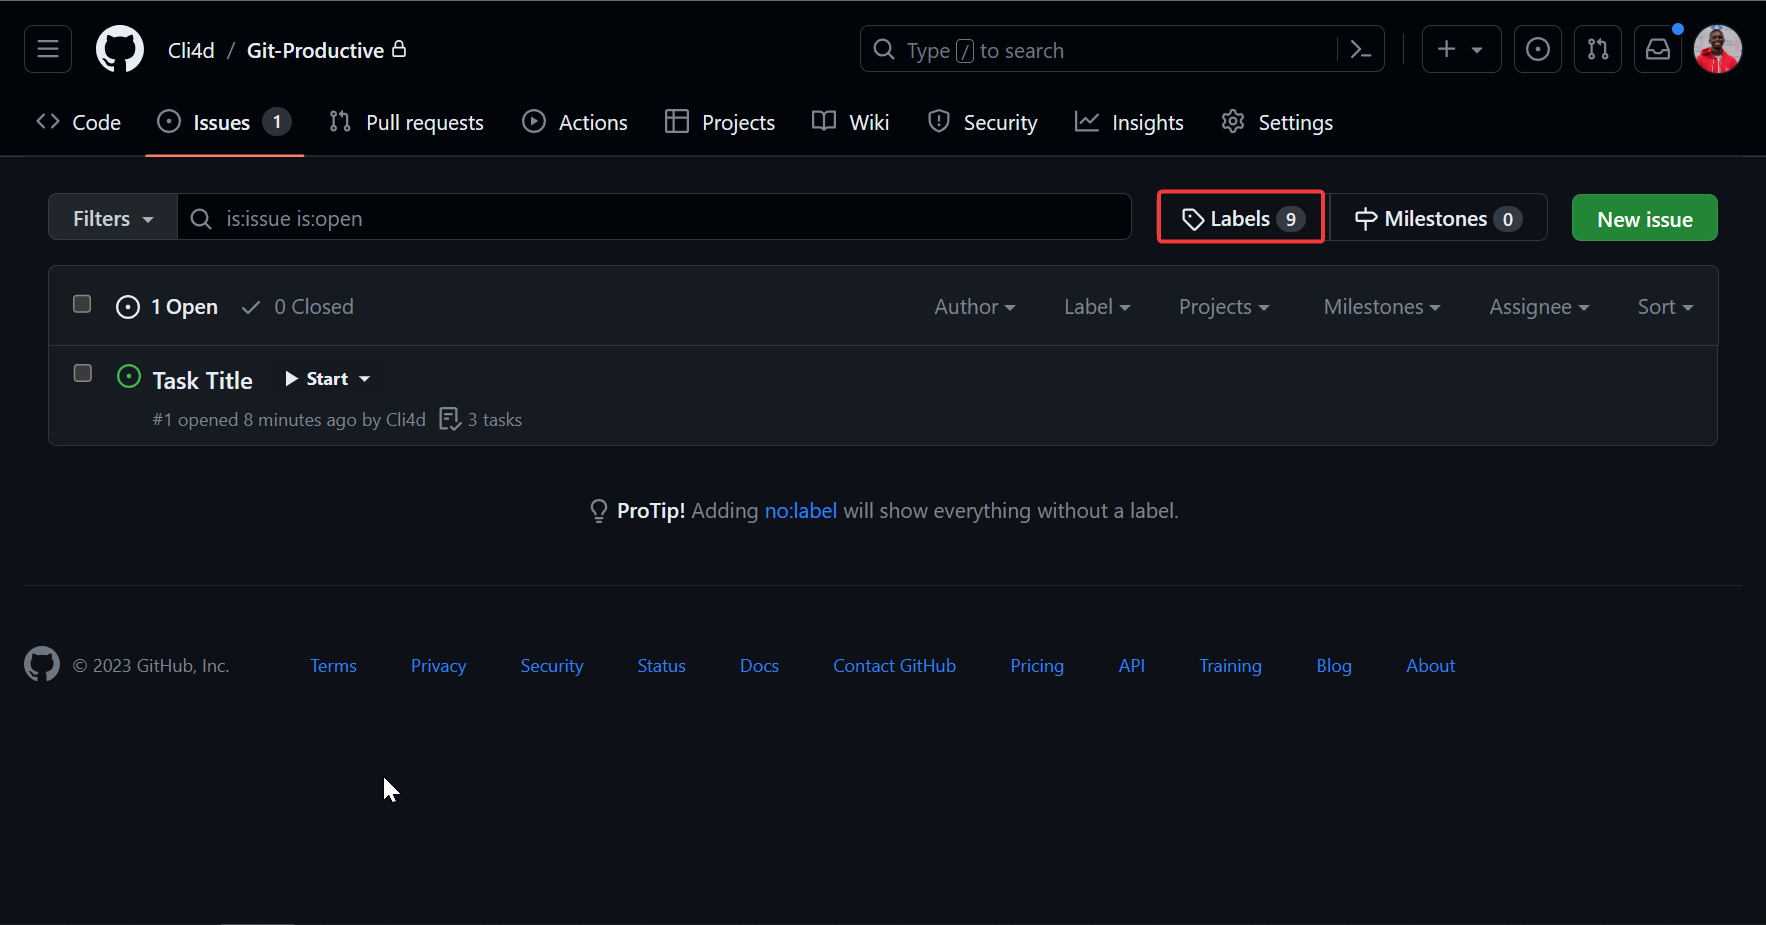 Cli4d / Git-Productive
Type / to search
Code
Issues 1
Pull requests
Actions
Projects
Wiki
Security
Insights
Settings
Filters
is:issue is:open
Labels 9
Milestones 0
New issue
1 Open
0 Closed
Author
Label
Projects
Milestones
Assignee
Sort
Task Title
Start
#1 opened 8 minutes ago by Cli4d
3 tasks
ProTip! Adding no:label will show everything without a label.
© 2023 GitHub, Inc.
Terms
Privacy
Security
Status
Docs
Contact GitHub
Pricing
API
Training
Blog
About